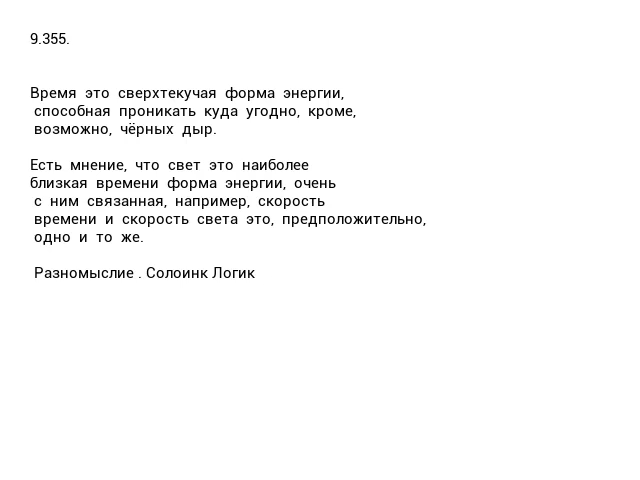 9.355.
Время это сверхтекучая форма энергии,
способная проникать куда угодно, кроме,
возможно, чёрных дыр.
Есть мнение, что свет это наиболее
близкая времени форма энергии, очень
с ним связанная, например, скорость
времени и скорость света это, предположительно,
одно и то же.
Разномыслие . Солоинк Логик